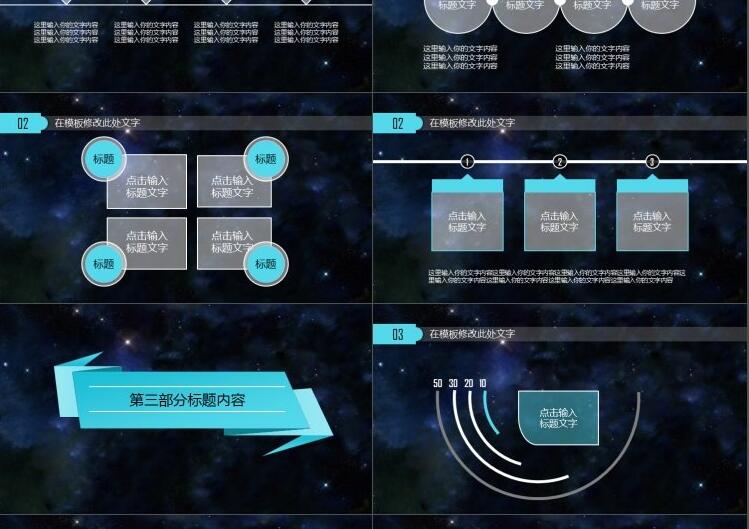 这里输入你的文字内容 这里输入你的文字内容 这里输入你的文字内容 这里输入你的文字内容
这里输入你的文字内容 这里输入你的文字内容 这里输入你的文字内容 这里输入你的文字内容
这里输入你的文字内容 这里输入你的文字内容 这里输入你的文字内容 这里输入你的文字内容
标题文字 标题文字 标题文字 标题文字
这里输入你的文字内容 这里输入你的文字内容
这里输入你的文字内容 这里输入你的文字内容
这里输入你的文字内容 这里输入你的文字内容
02 在模板修改此处文字
标题 标题
点击输入 点击输入
标题文字 标题文字
点击输入 点击输入
标题文字 标题文字
标题 标题
02 在模板修改此处文字
1 2 3
点击输入 点击输入 点击输入
标题文字 标题文字 标题文字
这里输入你的文字内容这里输入你的文字内容这里输入你的文字内容这里输入你的文字内容这
里输入你的文字内容这里输入你的文字内容这里输入你的文字内容这里输入你的文字内容
第三部分标题内容
03 在模板修改此处文字
50 30 20 10
点击输入
标题文字